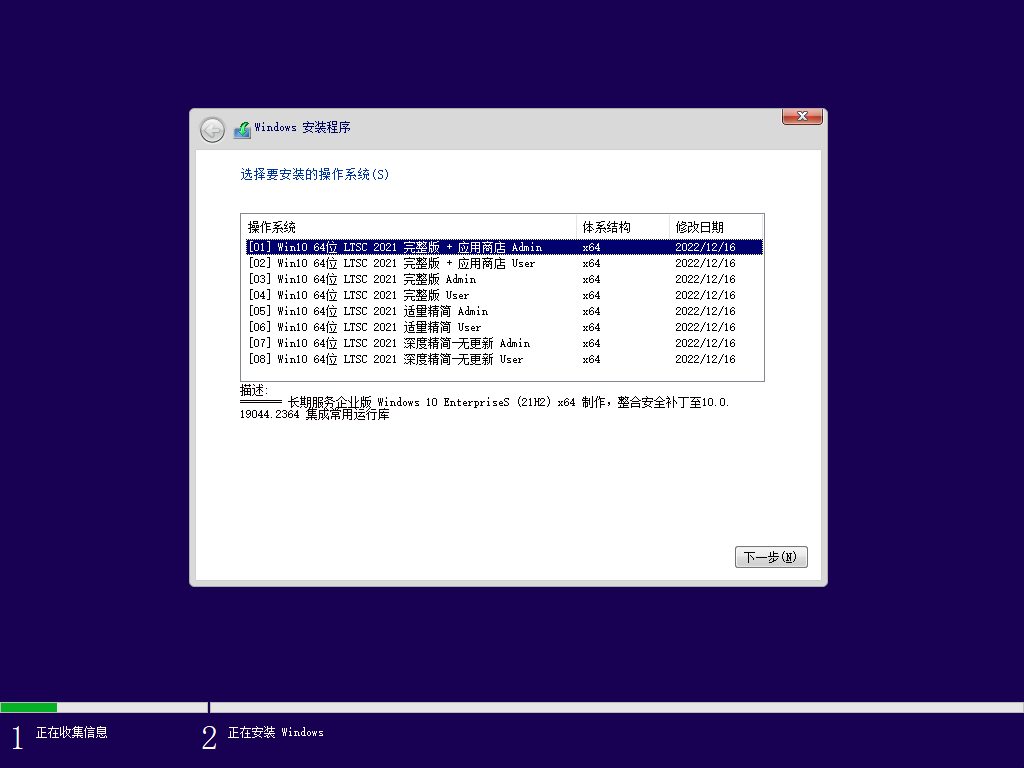 Windows 安装程序
选择要安装的操作系统(S)
操作系统 体系结构 修改日期
[01] Win10 64位 LTSC 2021 完整版 + 应用商店 Admin x64 2022/12/16
[02] Win10 64位 LTSC 2021 完整版 + 应用商店 User x64 2022/12/16
[03] Win10 64位 LTSC 2021 完整版 Admin x64 2022/12/16
[04] Win10 64位 LTSC 2021 完整版 User x64 2022/12/16
[05] Win10 64位 LTSC 2021 适量精简 Admin x64 2022/12/16
[06] Win10 64位 LTSC 2021 适量精简 User x64 2022/12/16
[07] Win10 64位 LTSC 2021 深度精简—无更新 Admin x64 2022/12/16
[08] Win10 64位 LTSC 2021 深度精简—无更新 User x64 2022/12/16
描述:
═══════ 长期服务企业版 Windows 10 EnterpriseS (21H2) x64 制作，整合安全补丁至10.0.
19044.2364 集成常用运行库
下一步(N)
1 正在收集信息 2 正在安装 Windows